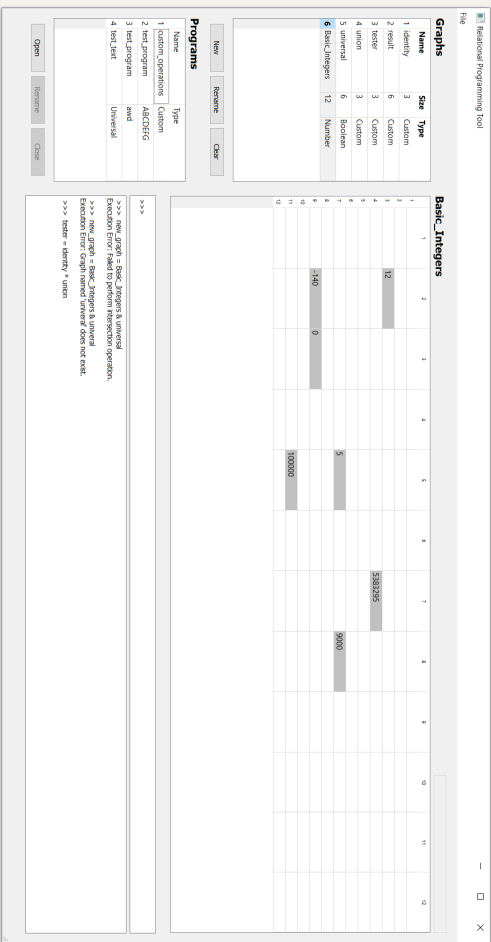 Relational Programming Tool
File
Graphs
Name Size Type
1 identity 3 Custom
2 result 6 Custom
3 tester 3 Custom
4 union 3 Custom
5 universal 6 Boolean
6 Basic_Integers 12 Number
New Rename Clear
Programs
Name Type
1 custom_operations Custom
2 test_program ABCDEFG
3 test_program awd
4 test_text Universal
Open Rename Close
Basic_Integers
1 2 3 4 5 6 7 8 9 10 11 12
1
2
3 12
4 5383295
5
6
7 5 9000
8
9 -140 0
10
11 100000
12
>>>
>>> new_graph = Basic_Integers & universal
Execution Error: Failed to perform intersection operation.
>>> new_graph = Basic_Integers & univeral
Execution Error: Graph named 'univeral' does not exist.
>>> tester = identity * union